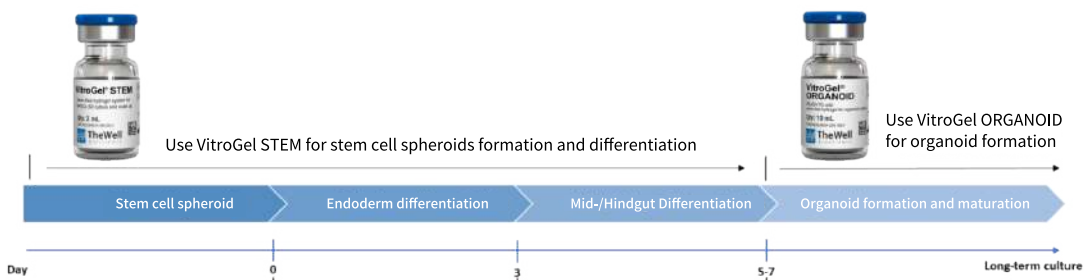 VitroGel® STEM
TheWell
VitroGel®
ORGANOID
TheWell
Use VitroGel STEM for stem cell spheroids formation and differentiation
Use VitroGel ORGANOID
for organoid formation
Stem cell spheroid
Endoderm differentiation
Mid-/Hindgut Differentiation
Organoid formation and maturation
Day
0
3
5-7
Long-term culture